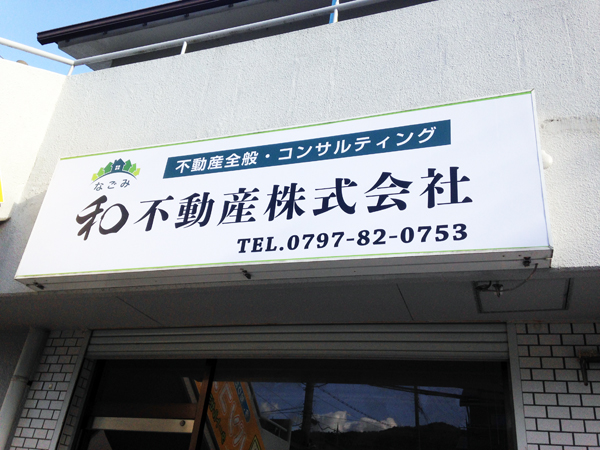 不動産全般・コンサルティング
なごみ
和不動産株式会社
TEL.0797-82-0753